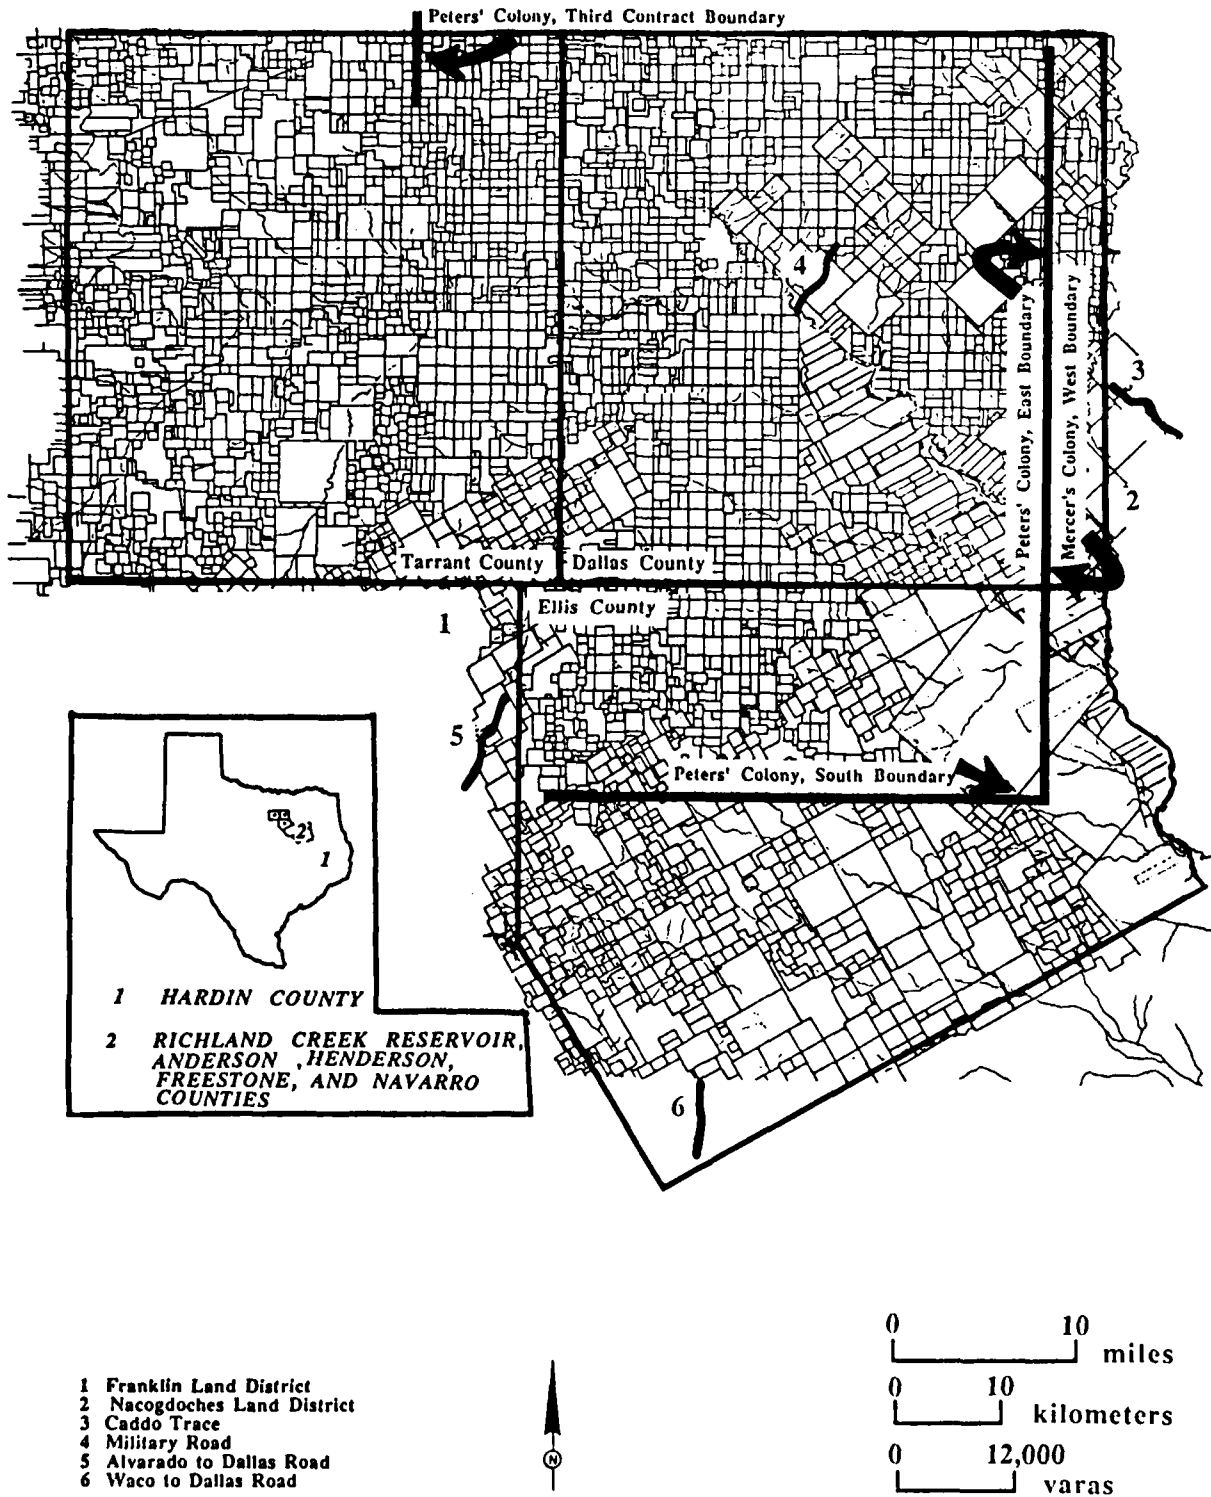 Peters' Colony, Third Contract Boundary
4
Peters' Colony, East Boundary
Mercer's Colony, West Boundary
3
2
Tarrant County
Dallas County
Ellis County
1
5
Peters' Colony, South Boundary
2
1
1 HARDIN COUNTY
2 RICHLAND CREEK RESERVOIR,
ANDERSON , HENDERSON,
FREESTONE, AND NAVARRO
COUNTIES
6
0 10
miles
0 10
kilometers
0 12,000
varas
1 Franklin Land District
2 Nacogdoches Land District
3 Caddo Trace
4 Military Road
5 Alvarado to Dallas Road
6 Waco to Dallas Road
N